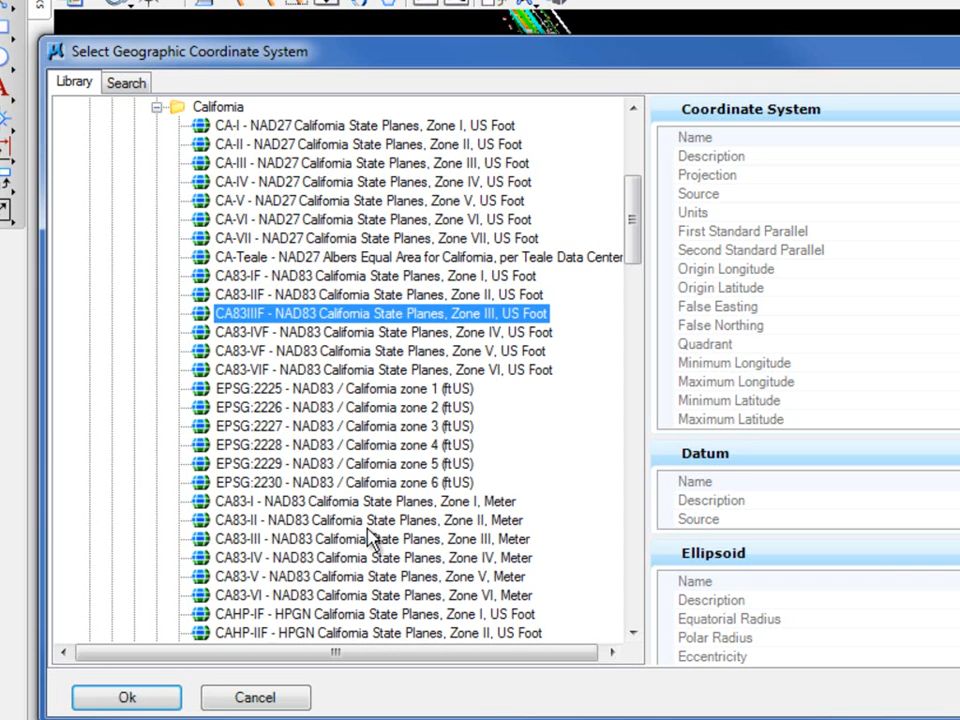 Select Geographic Coordinate System
Library
Search
California
CA-I - NAD27 California State Planes, Zone I, US Foot
CA-II - NAD27 California State Planes, Zone II, US Foot
CA-III - NAD27 California State Planes, Zone III, US Foot
CA-IV - NAD27 California State Planes, Zone IV, US Foot
CA-V - NAD27 California State Planes, Zone V, US Foot
CA-VI - NAD27 California State Planes, Zone VI, US Foot
CA-VII - NAD27 California State Planes, Zone VII, US Foot
CA-Teale - NAD27 Albers Equal Area for California, per Teale Data Center
CA83-IF - NAD83 California State Planes, Zone I, US Foot
CA83-IIF - NAD83 California State Planes, Zone II, US Foot
CA83IIIF - NAD83 California State Planes, Zone III, US Foot
CA83-IVF - NAD83 California State Planes, Zone IV, US Foot
CA83-VF - NAD83 California State Planes, Zone V, US Foot
CA83-VIF - NAD83 California State Planes, Zone VI, US Foot
EPSG:2225 - NAD83 / California zone 1 (ftUS)
EPSG:2226 - NAD83 / California zone 2 (ftUS)
EPSG:2227 - NAD83 / California zone 3 (ftUS)
EPSG:2228 - NAD83 / California zone 4 (ftUS)
EPSG:2229 - NAD83 / California zone 5 (ftUS)
EPSG:2230 - NAD83 / California zone 6 (ftUS)
CA83-I - NAD83 California State Planes, Zone I, Meter
CA83-II - NAD83 California State Planes, Zone II, Meter
CA83-III - NAD83 California State Planes, Zone III, Meter
CA83-IV - NAD83 California State Planes, Zone IV, Meter
CA83-V - NAD83 California State Planes, Zone V, Meter
CA83-VI - NAD83 California State Planes, Zone VI, Meter
CAHP-IF - HPGN California State Planes, Zone I, US Foot
CAHP-IIF - HPGN California State Planes, Zone II, US Foot
Coordinate System
Name
Description
Projection
Source
Units
First Standard Parallel
Second Standard Parallel
Origin Longitude
Origin Latitude
False Easting
False Northing
Quadrant
Minimum Longitude
Maximum Longitude
Minimum Latitude
Maximum Latitude
Datum
Name
Description
Source
Ellipsoid
Name
Description
Equatorial Radius
Polar Radius
Eccentricity
Ok
Cancel